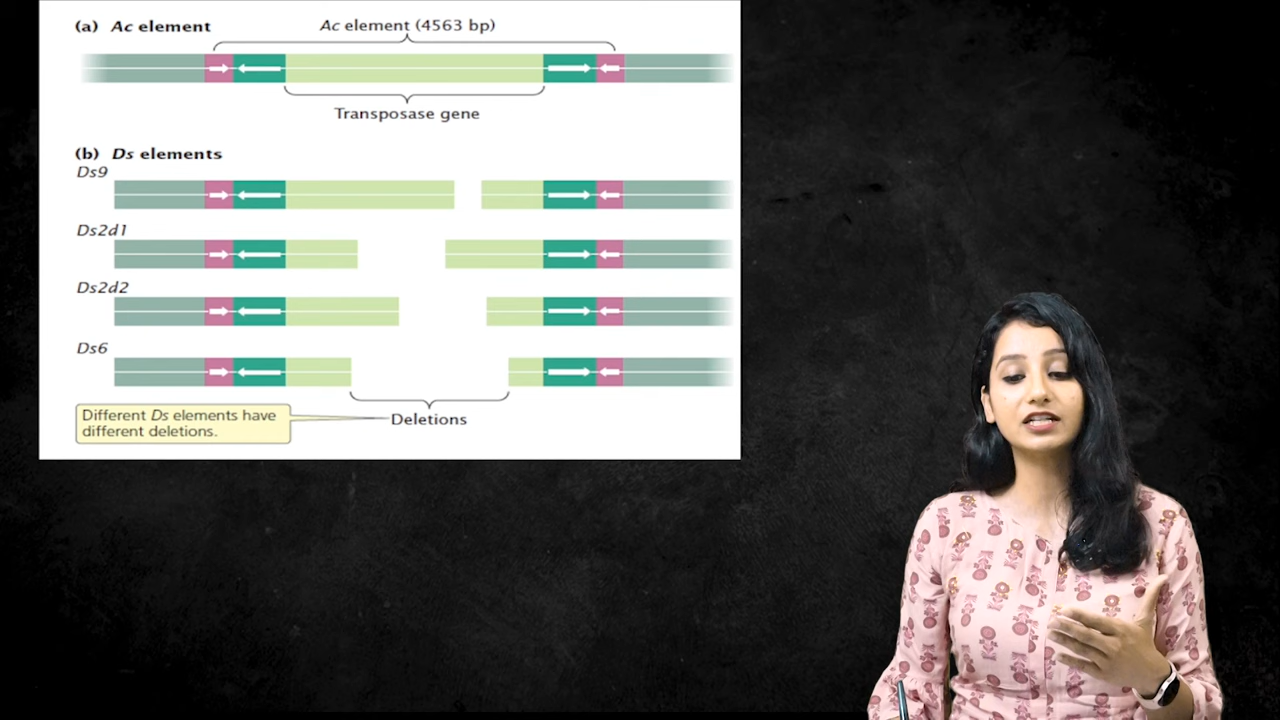 (a) Ac element
Ac element (4563 bp)
Transposase gene
(b) Ds elements
Ds9
Ds2d1
Ds2d2
Ds6
Different Ds elements have
different deletions.
Deletions